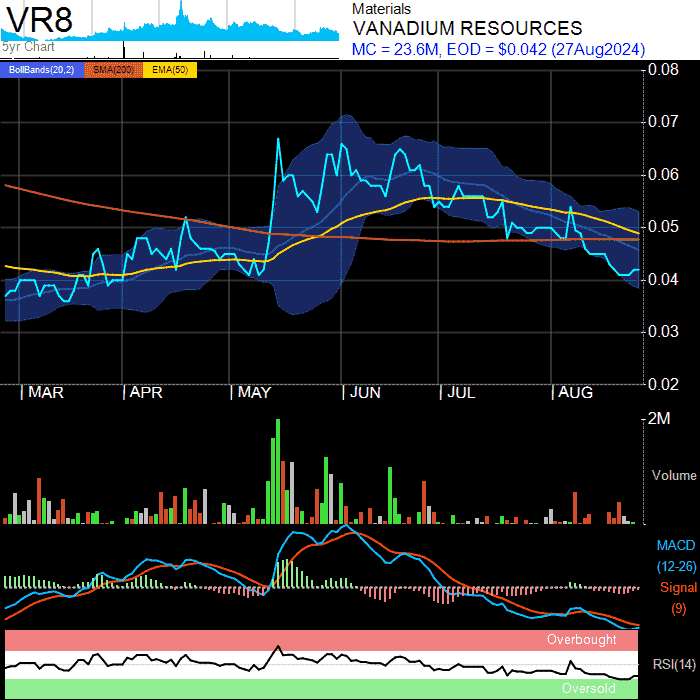 VR8
5yr Chart
Materials
VANADIUM RESOURCES
MC = 23.6M, EOD = $0.042 (27Aug2024)
BollBands(20,2) SMA(200) EMA(50)
0.08
0.07
0.06
0.05
0.04
0.03
0.02
MAR APR MAY JUN JUL AUG
2M
Volume
MACD
(12-26)
Signal
(9)
Overbought
RSI(14)
Oversold